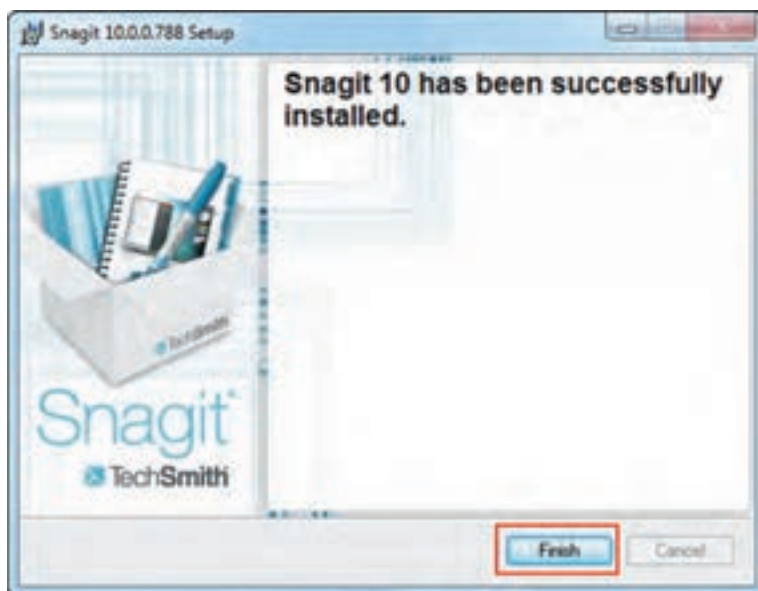 Snagit 10.0.0.788 Setup
Snagit 10 has been successfully
installed.
TechSmith
Snagit
TechSmith
Finish
Cancel